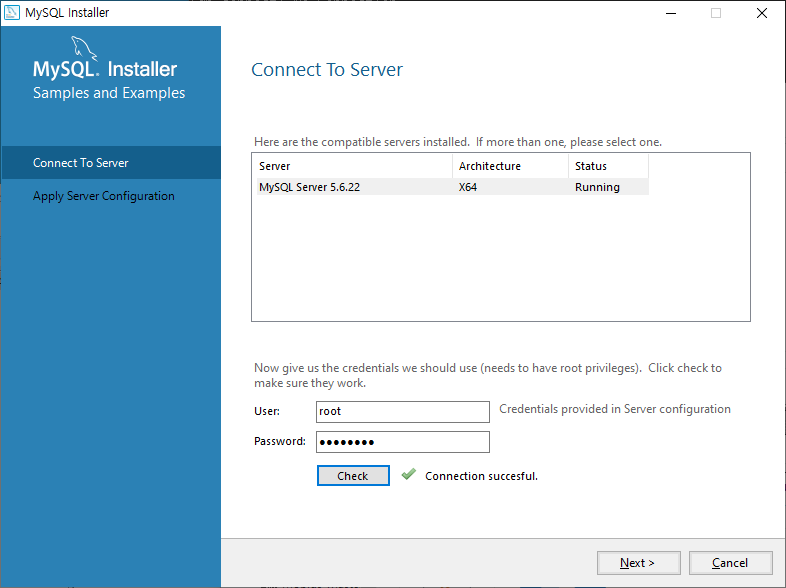 MySQL Installer
MySQL. Installer
Samples and Examples
Connect To Server
Apply Server Configuration
Connect To Server
Here are the compatible servers installed.  If more than one, please select one.
Server Architecture Status
MySQL Server 5.6.22 X64 Running
Now give us the credentials we should use (needs to have root privileges).  Click check to
make sure they work.
User: root Credentials provided in Server configuration
Password: ●●●●●●●●
Check Connection succesful.
Next > Cancel